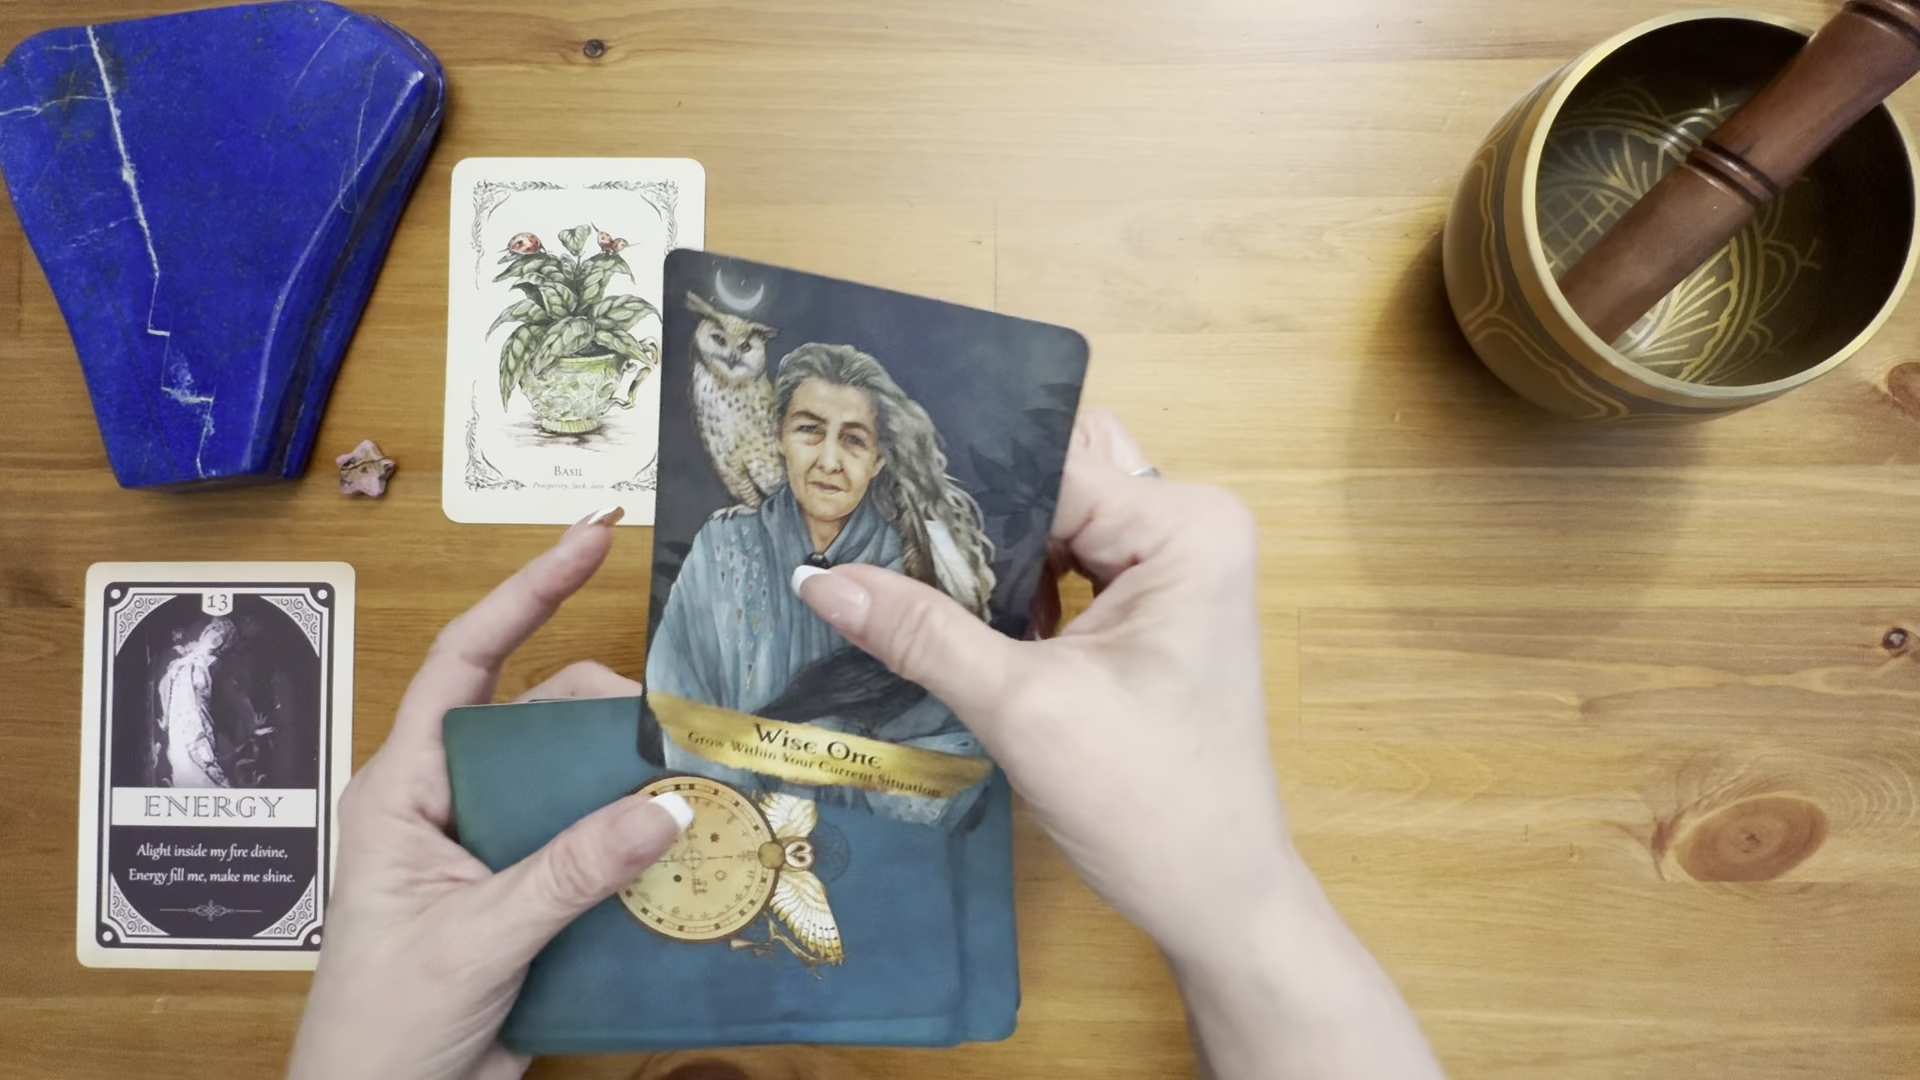 Basil
Prosperity, luck, love
Wise One
Grow Within Your Current Situation
13
ENERGY
Alight inside my fire divine,
Energy fill me, make me shine.